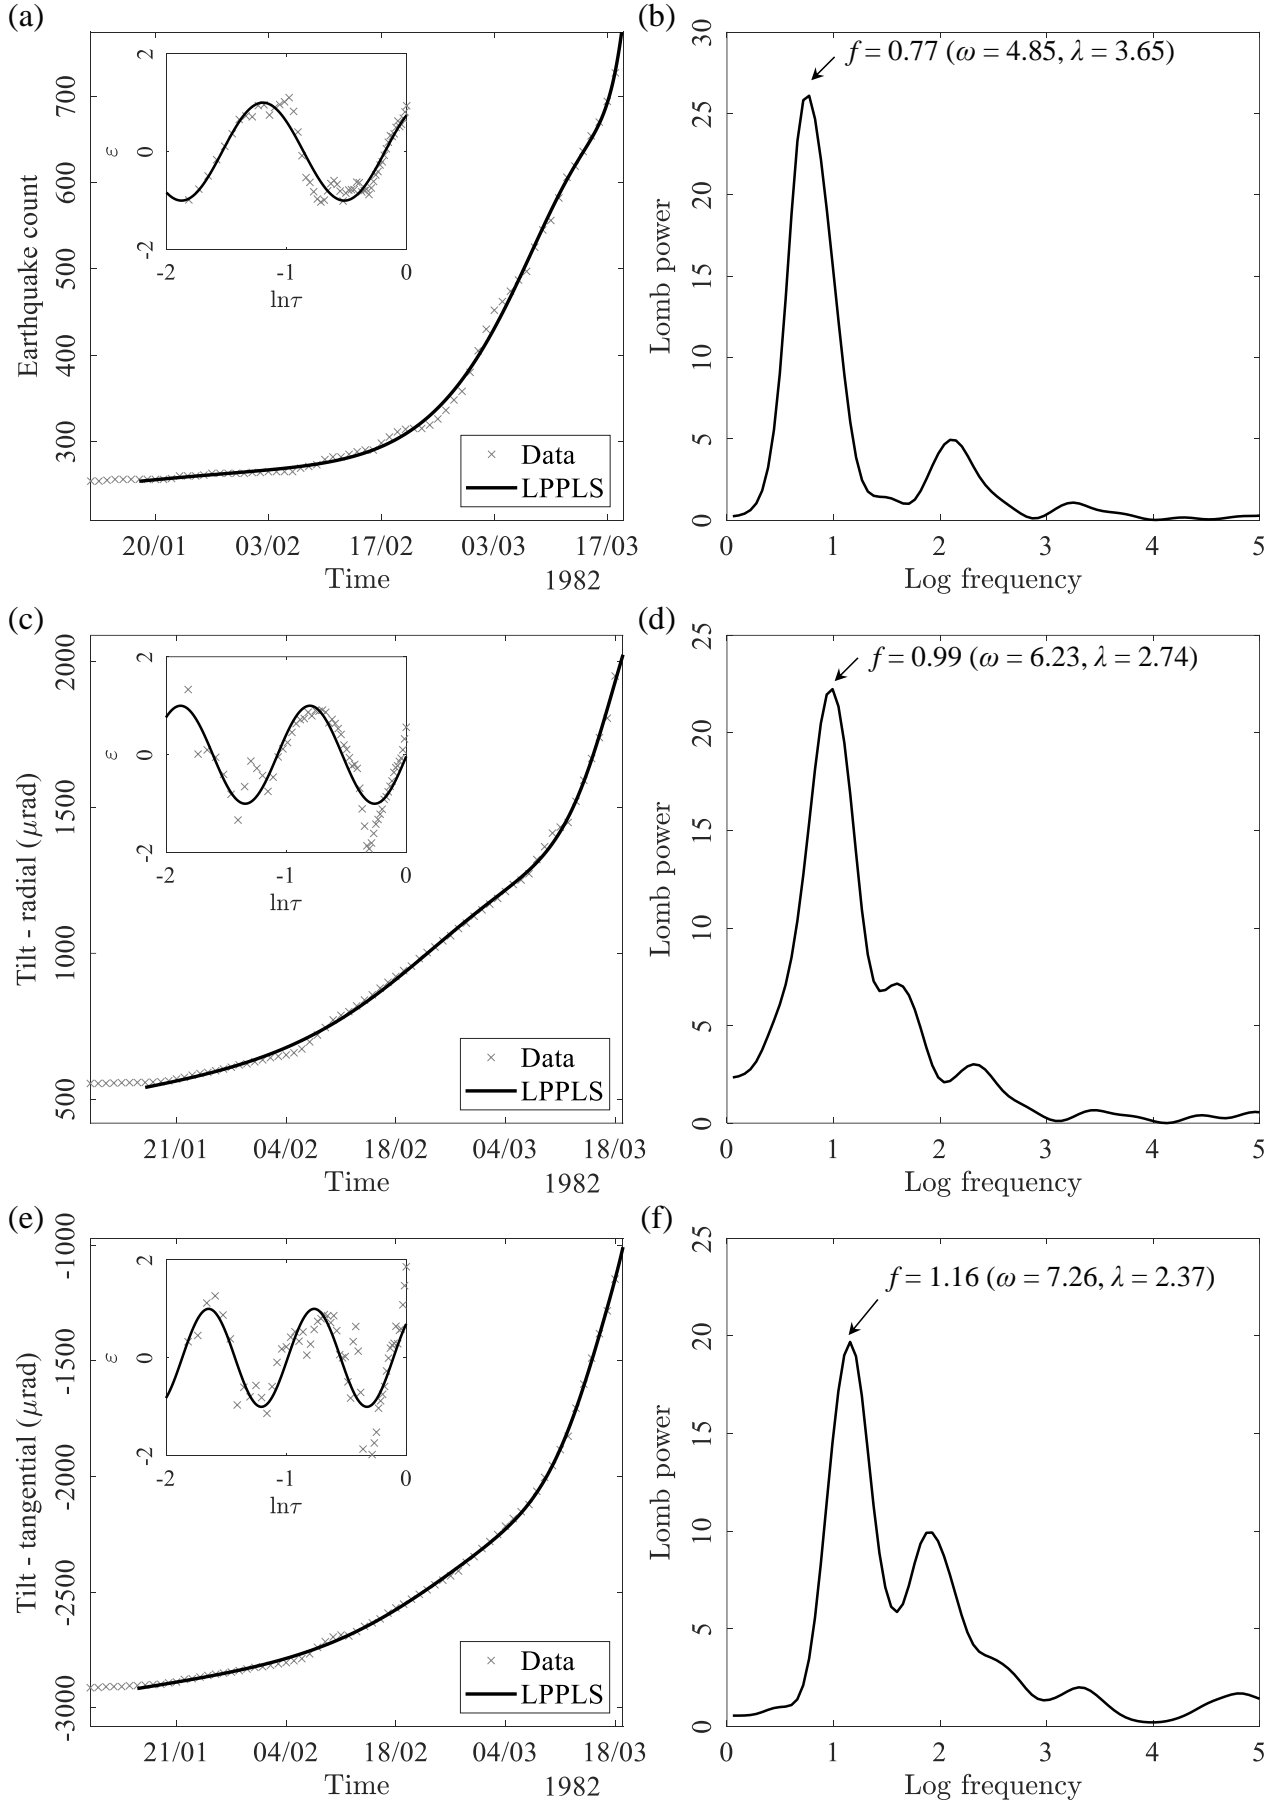 (a)
2
0
-2
ε
-2
-1
0
lnτ
700
600
500
400
300
Earthquake count
Data
LPPLS
20/01
03/02
17/02
03/03
17/03
Time
1982
(b)
f = 0.77 (ω = 4.85, λ = 3.65)
30
25
20
15
10
5
0
Lomb power
0
1
2
3
4
5
Log frequency
(c)
2
0
-2
ε
-2
-1
0
lnτ
2000
1500
1000
500
Tilt - radial (μrad)
Data
LPPLS
21/01
04/02
18/02
04/03
18/03
Time
1982
(d)
f = 0.99 (ω = 6.23, λ = 2.74)
25
20
15
10
5
0
Lomb power
0
1
2
3
4
5
Log frequency
(e)
2
0
-2
ε
-2
-1
0
lnτ
-1000
-1500
-2000
-2500
-3000
Tilt - tangential (μrad)
Data
LPPLS
21/01
04/02
18/02
04/03
18/03
Time
1982
(f)
f = 1.16 (ω = 7.26, λ = 2.37)
25
20
15
10
5
0
Lomb power
0
1
2
3
4
5
Log frequency